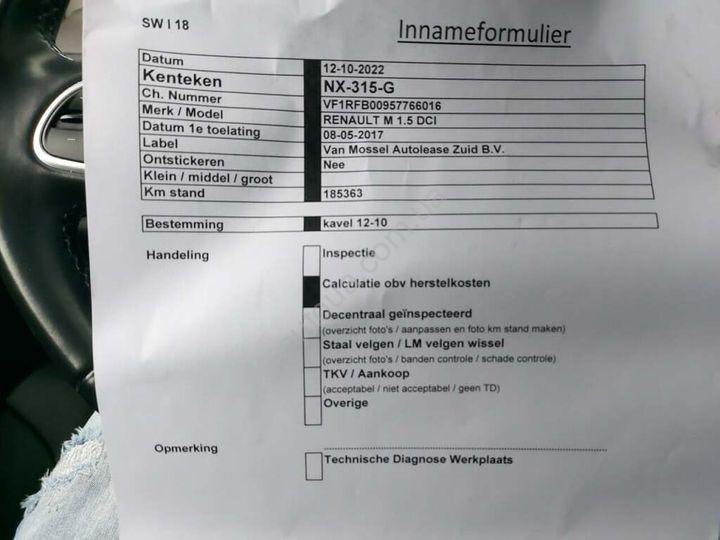 SW I 18
Innameformulier
Datum 12-10-2022
Kenteken NX-315-G
Ch. Nummer VF1RFB00957766016
Merk / Model RENAULT M 1.5 DCI
Datum 1e toelating 08-05-2017
Label Van Mossel Autolease Zuid B.V.
Ontstickeren Nee
Klein / middel / groot
Km stand 185363
Bestemming kavel 12-10
Handeling Inspectie
Calculatie obv herstelkosten
Decentraal geïnspecteerd
(overzicht foto's / aanpassen en foto km stand maken)
Staal velgen / LM velgen wissel
(overzicht foto's / banden controle / schade controle)
TKV / Aankoop
(acceptabel / niet acceptabel / geen TD)
Overige
Opmerking
Technische Diagnose Werkplaats